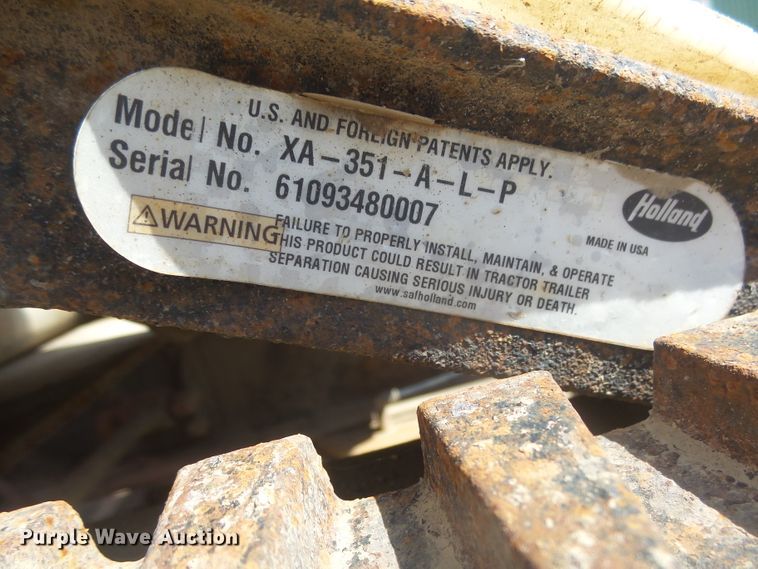 U.S. AND FOREIGN PATENTS APPLY.
Model No. XA-351-A-L-P
Serial No. 61093480007
Holland
MADE IN USA
⚠WARNING
FAILURE TO PROPERLY INSTALL, MAINTAIN, & OPERATE
THIS PRODUCT COULD RESULT IN TRACTOR TRAILER
SEPARATION CAUSING SERIOUS INJURY OR DEATH.
www.safholland.com
Purple Wave Auction